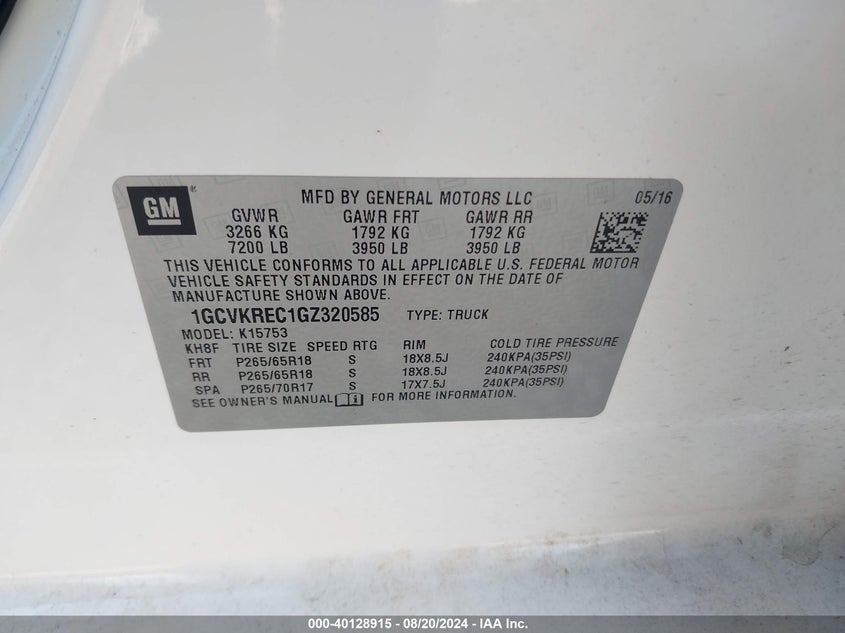 GM
MFD BY GENERAL MOTORS LLC 05/16
GVWR GAWR FRT GAWR RR
3266 KG 1792 KG 1792 KG
7200 LB 3950 LB 3950 LB
THIS VEHICLE CONFORMS TO ALL APPLICABLE U.S. FEDERAL MOTOR
VEHICLE SAFETY STANDARDS IN EFFECT ON THE DATE OF
MANUFACTURE SHOWN ABOVE.
1GCVKREC1GZ320585 TYPE: TRUCK
MODEL: K15753
KH8F TIRE SIZE SPEED RTG RIM COLD TIRE PRESSURE
FRT P265/65R18 S 18X8.5J 240KPA(35PSI)
RR P265/65R18 S 18X8.5J 240KPA(35PSI)
SPA P265/70R17 S 17X7.5J 240KPA(35PSI)
SEE OWNER'S MANUAL FOR MORE INFORMATION.
000-40128915 - 08/20/2024 - IAA Inc.